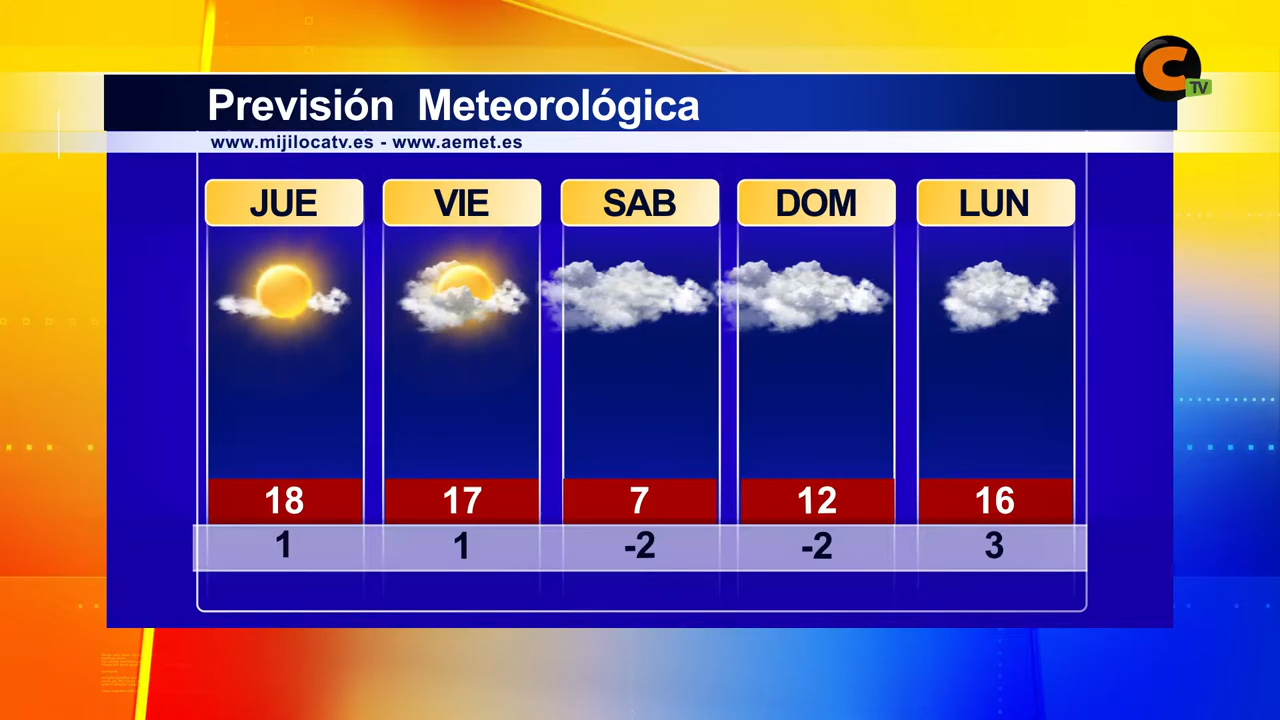 C
TV
Previsión Meteorológica
www.mijilocatv.es - www.aemet.es
JUE VIE SAB DOM LUN
18 17 7 12 16
1 1 -2 -2 3